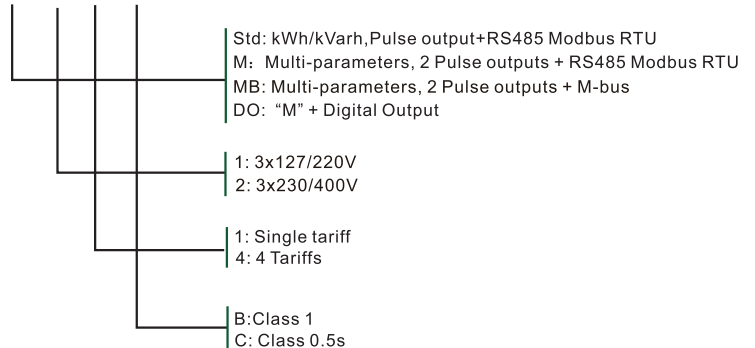 Std: kWh/kVarh,Pulse output+RS485 Modbus RTU
M: Multi-parameters, 2 Pulse outputs + RS485 Modbus RTU
MB: Multi-parameters, 2 Pulse outputs + M-bus
DO: “M” + Digital Output
1: 3x127/220V
2: 3x230/400V
1: Single tariff
4: 4 Tariffs
B:Class 1
C: Class 0.5s